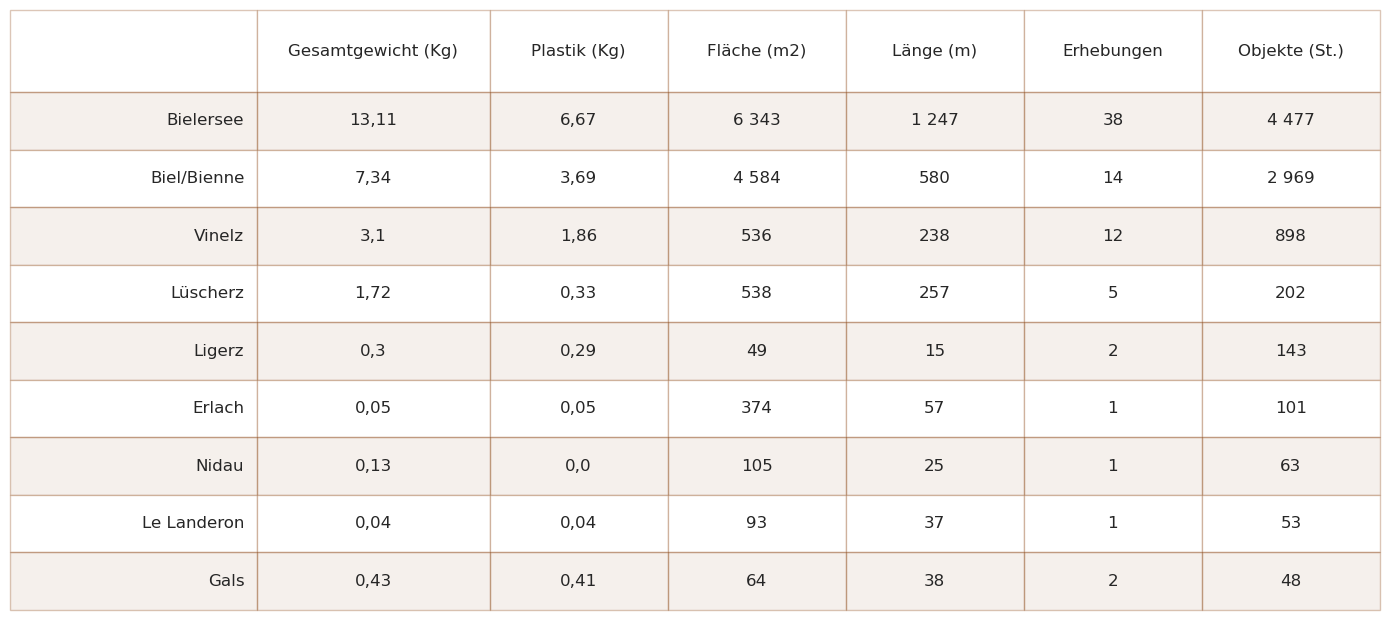 Gesamtgewicht (Kg) Plastik (Kg) Fläche (m2) Länge (m) Erhebungen Objekte (St.)
Bielersee 13,11 6,67 6 343 1 247 38 4 477
Biel/Bienne 7,34 3,69 4 584 580 14 2 969
Vinelz 3,1 1,86 536 238 12 898
Lüscherz 1,72 0,33 538 257 5 202
Ligerz 0,3 0,29 49 15 2 143
Erlach 0,05 0,05 374 57 1 101
Nidau 0,13 0,0 105 25 1 63
Le Landeron 0,04 0,04 93 37 1 53
Gals 0,43 0,41 64 38 2 48